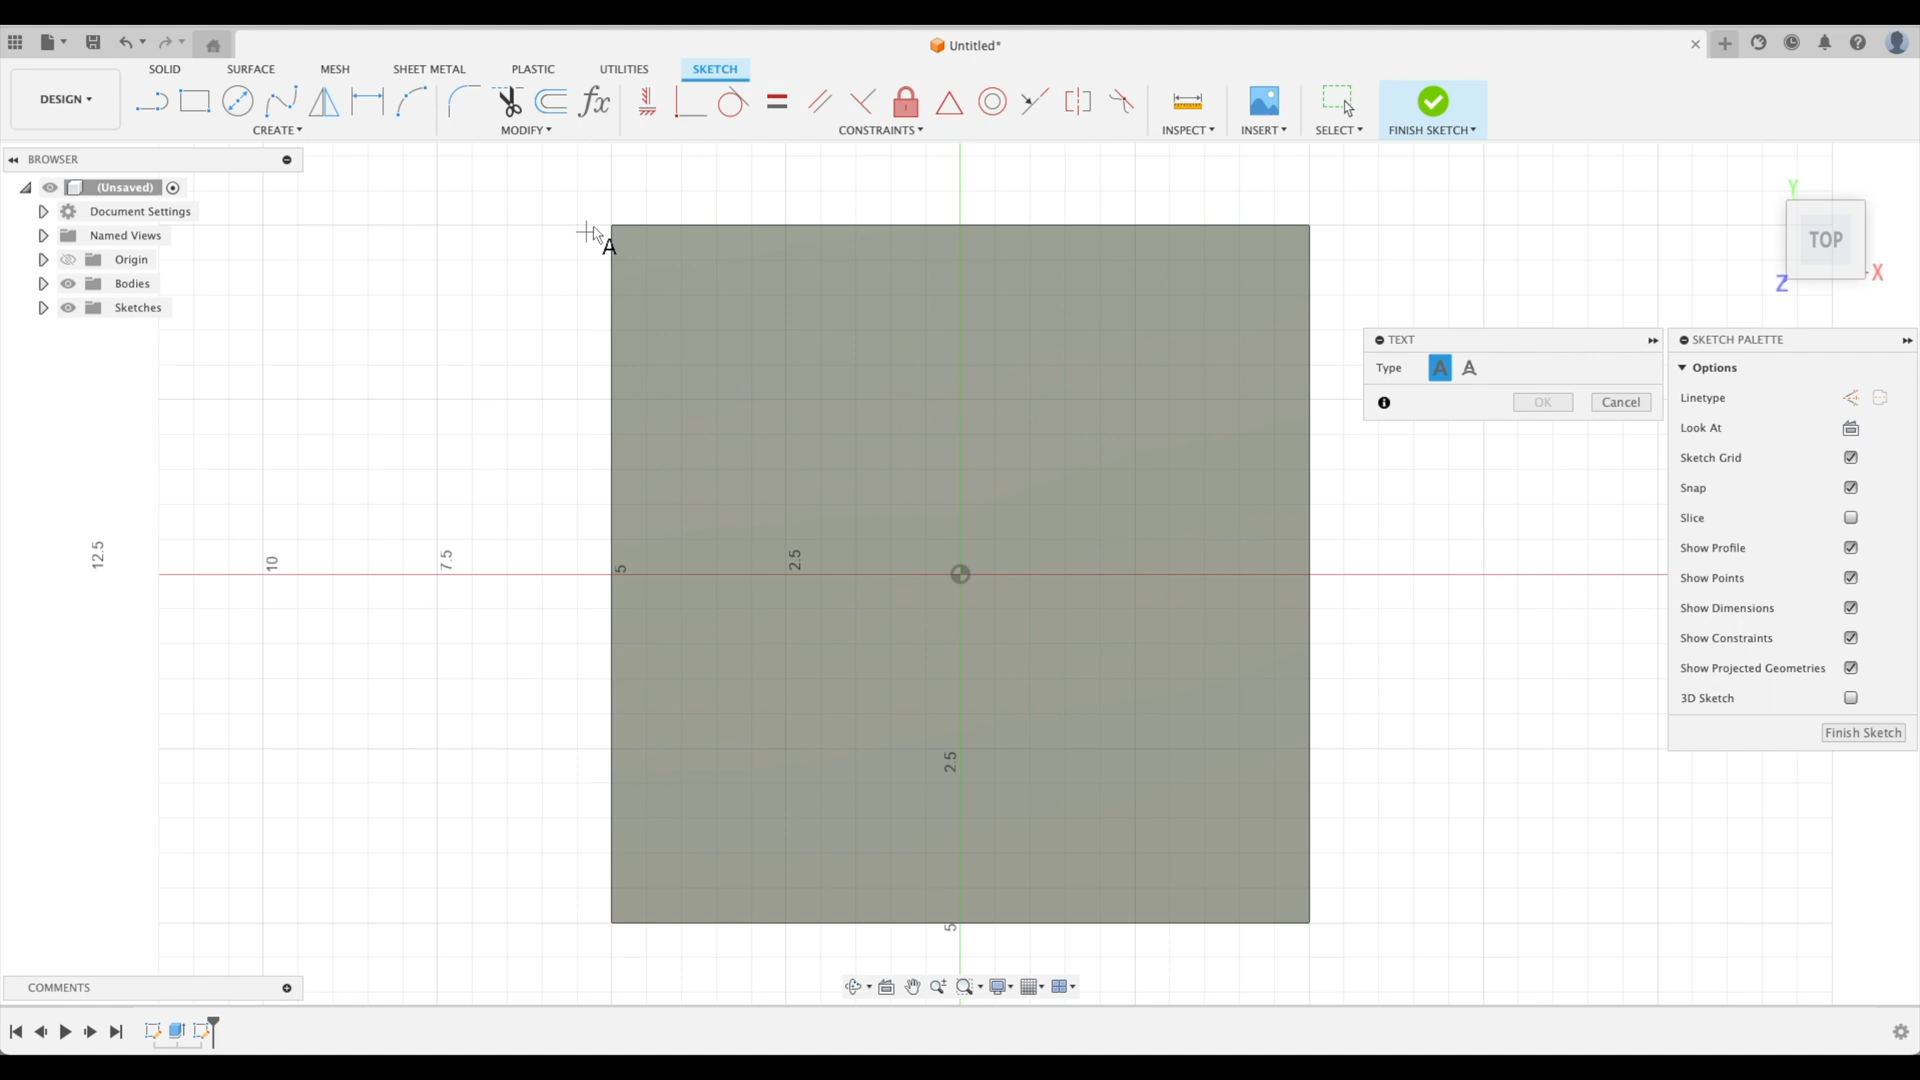 Untitled*
SOLID SURFACE MESH SHEET METAL PLASTIC UTILITIES SKETCH
DESIGN
CREATE MODIFY CONSTRAINTS INSPECT INSERT SELECT FINISH SKETCH
BROWSER
(Unsaved)
Document Settings
Named Views
Origin
Bodies
Sketches
A
Y
TOP
X
Z
TEXT
Type A A
OK Cancel
SKETCH PALETTE
Options
Linetype
Look At
Sketch Grid
Snap
Slice
Show Profile
Show Points
Show Dimensions
Show Constraints
Show Projected Geometries
3D Sketch
Finish Sketch
12.5
10
7.5
5
2.5
2.5
5
COMMENTS